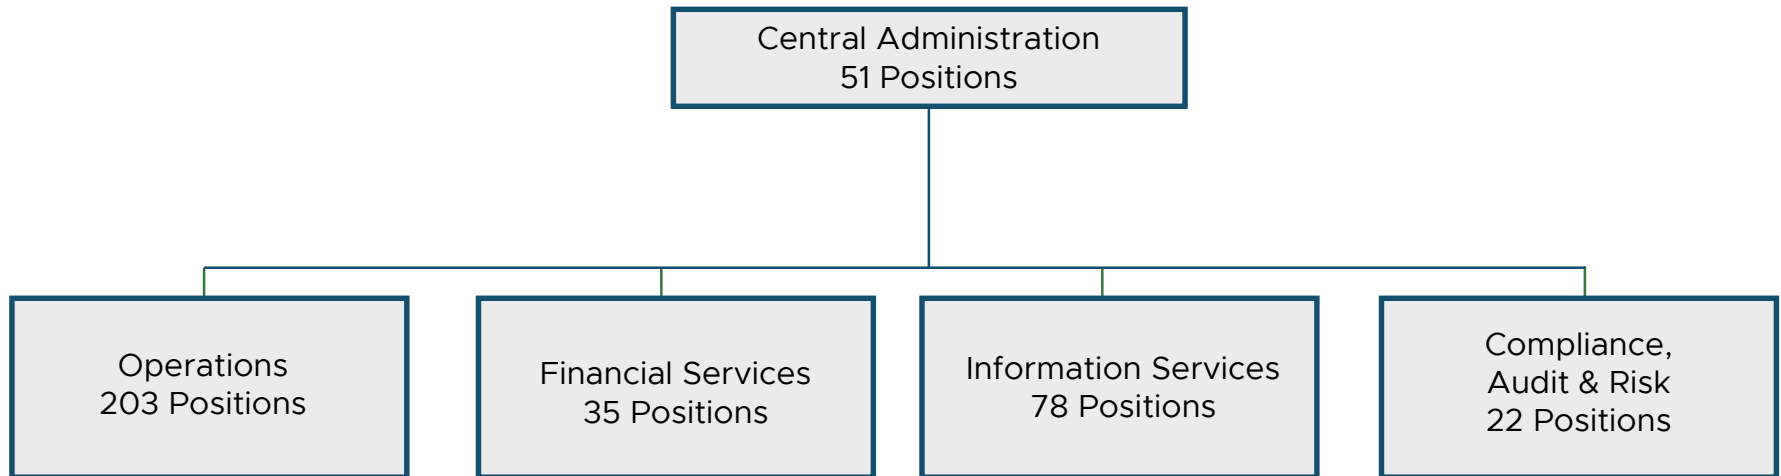 Central Administration
51 Positions
Operations
203 Positions
Financial Services
35 Positions
Information Services
78 Positions
Compliance,
Audit & Risk
22 Positions